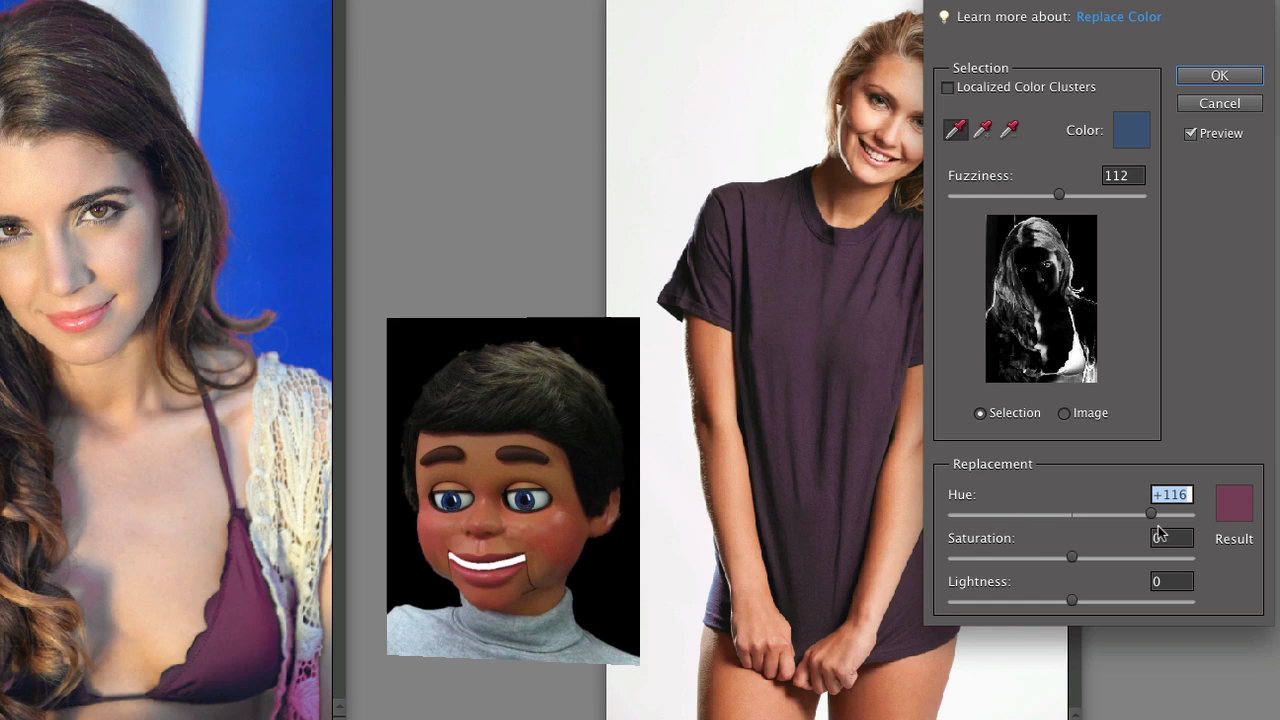 Learn more about: Replace Color
Selection
Localized Color Clusters
OK
Cancel
Preview
Color:
Fuzziness: 112
Selection Image
Replacement
Hue: +116
Saturation: 0
Result
Lightness: 0